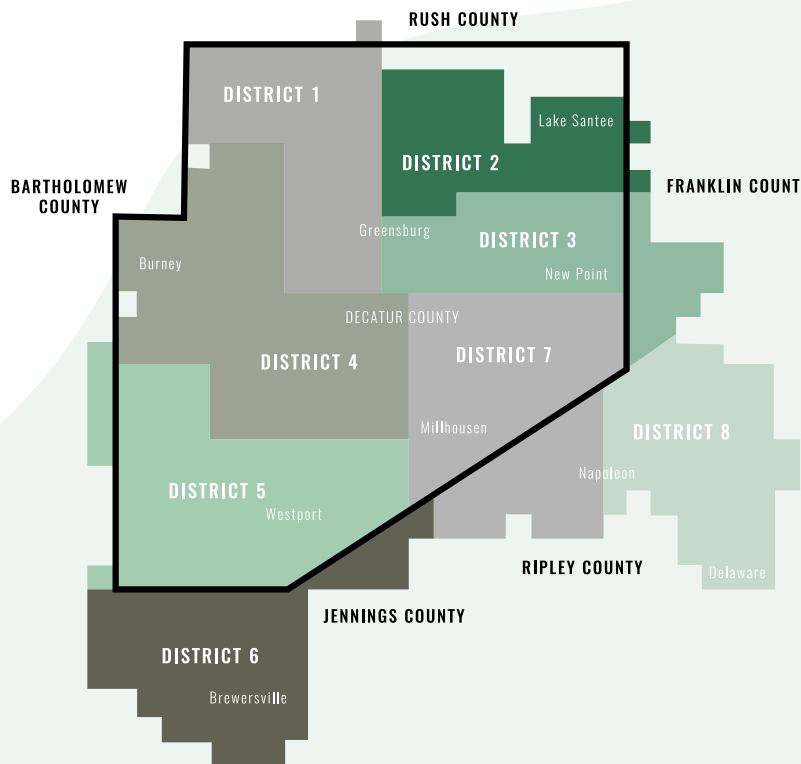 RUSH COUNTY
DISTRICT 1
Lake Santee
DISTRICT 2
BARTHOLOMEW
COUNTY
FRANKLIN COUNT
Greensburg
DISTRICT 3
Burney
New Point
DECATUR COUNTY
DISTRICT 4
DISTRICT 7
Millhousen
DISTRICT 8
Napoleon
DISTRICT 5
Westport
RIPLEY COUNTY
Delaware
JENNINGS COUNTY
DISTRICT 6
Brewersville